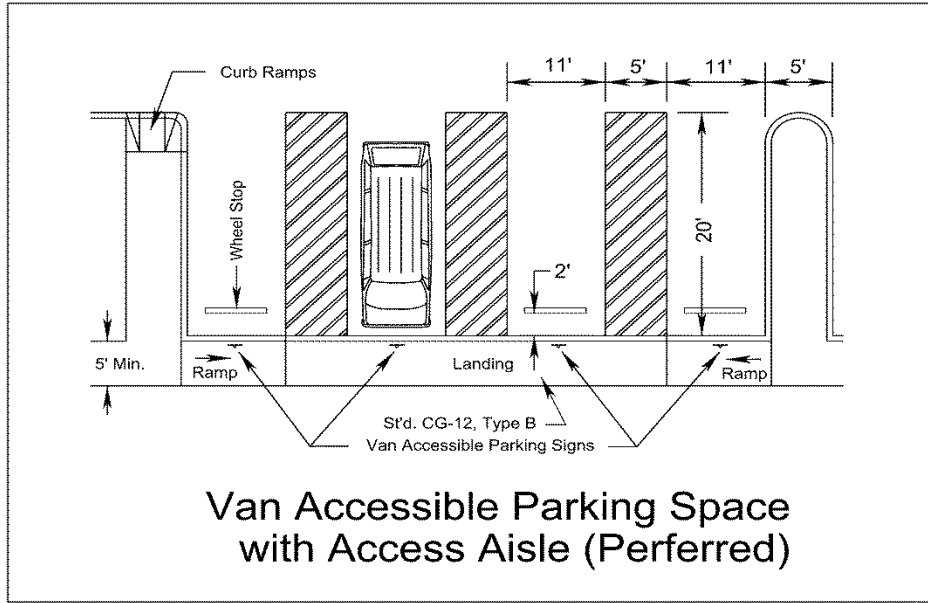 Curb Ramps
11'
5'
11'
5'
Wheel Stop
20'
2'
5' Min.
Ramp
Landing
Ramp
St'd. CG-12, Type B
Van Accessible Parking Signs
Van Accessible Parking Space
with Access Aisle (Perferred)